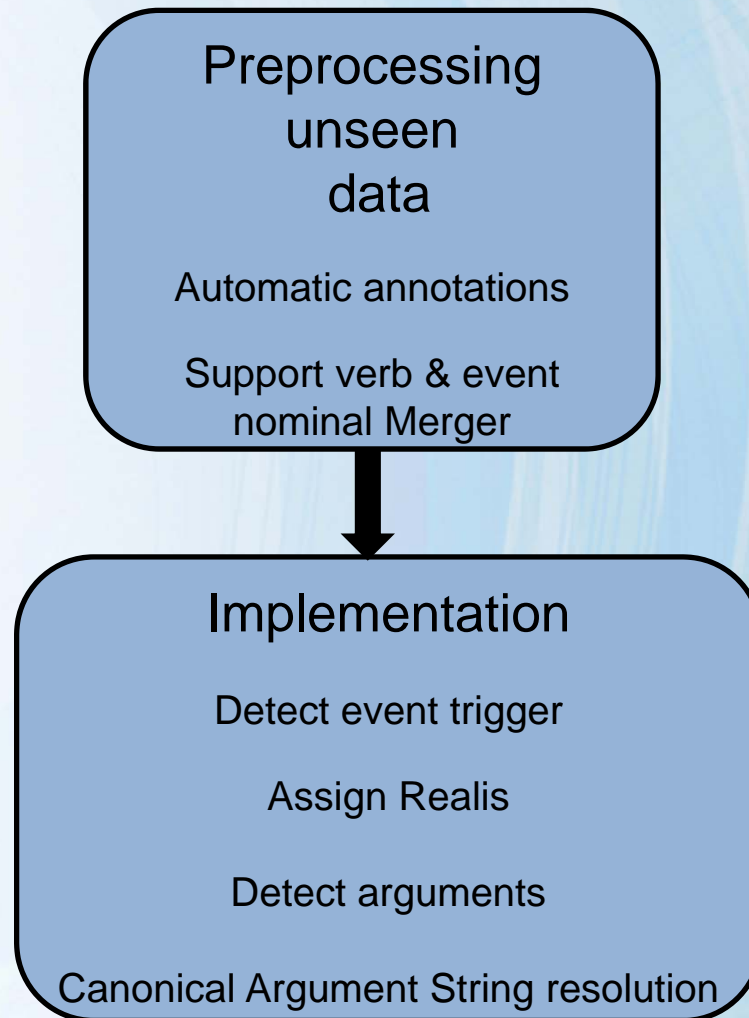 Preprocessing
unseen
data
Automatic annotations
Support verb & event
nominal Merger
Implementation
Detect event trigger
Assign Realis
Detect arguments
Canonical Argument String resolution